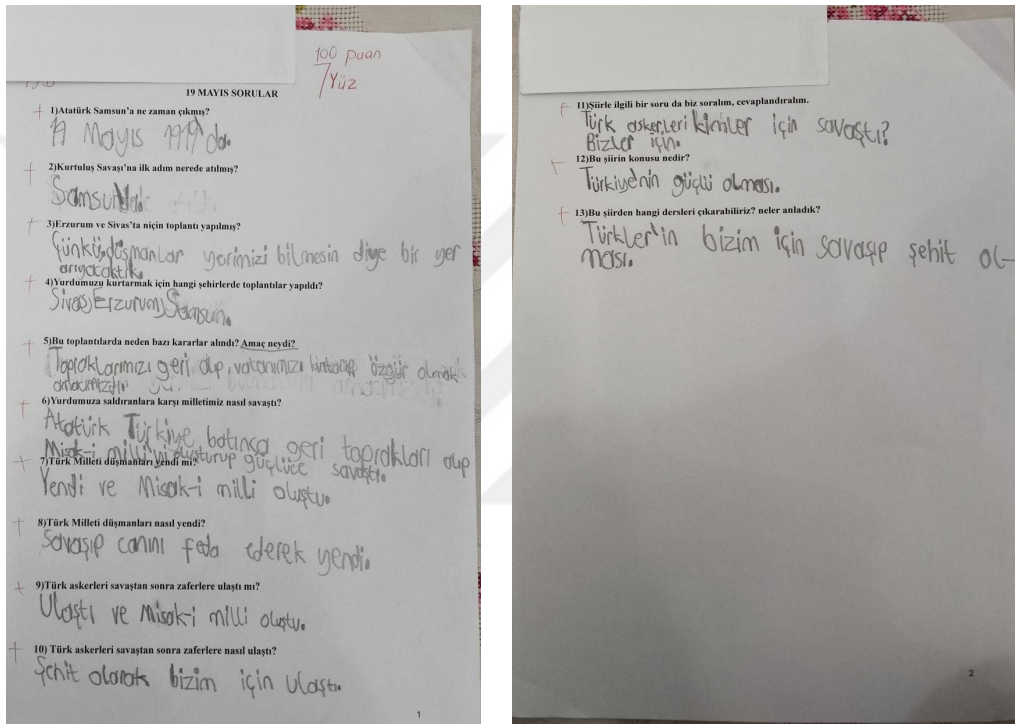 100 puan
Yüz
19 MAYIS SORULAR
1)Atatürk Samsun'a ne zaman çıkmış?
19 Mayıs 1919'da.
2)Kurtuluş Savaşı'na ilk adım nerede atılmış?
Samsun'da.
3)Erzurum ve Sivas'ta niçin toplantı yapılmış?
Çünkü düşmanlar yerimizi bilmesin diye bir yer
arıyacaktık.
4)Yurdumuzu kurtarmak için hangi şehirlerde toplantılar yapıldı?
Sivas, Erzurum, Samsun.
5)Bu toplantılarda neden bazı kararlar alındı? Amaç neydi?
Topraklarımızı geri alıp, vatanımızı özgür olmak
amacımıztı.
6)Yurdumuza saldıranlara karşı milletimiz nasıl savaştı?
Atatürk Türkiye batınca geri toprakları alıp
Misak-i milli'yi oluşturup güçlüce savaştı.
7)Türk Milleti düşmanları yendi mi?
Yendi ve Misak-i milli oluştu.
8)Türk Milleti düşmanları nasıl yendi?
Savaşıp canını feda ederek yendi.
9)Türk askerleri savaştan sonra zaferlere ulaştı mı?
Ulaştı ve Misak-i milli oluştu.
10) Türk askerleri savaştan sonra zaferlere nasıl ulaştı?
Şehit olarak bizim için ulaştı.
1
11)Şiirle ilgili bir soru da biz soralım, cevaplandıralım.
Türk askerleri kimler için savaştı?
Bizler için.
12)Bu şiirin konusu nedir?
Türkiye'nin güçlü olması.
13)Bu şiirden hangi dersleri çıkarabiliriz? neler anladık?
Türkler'in bizim için savaşıp şehit ol-
ması.
2